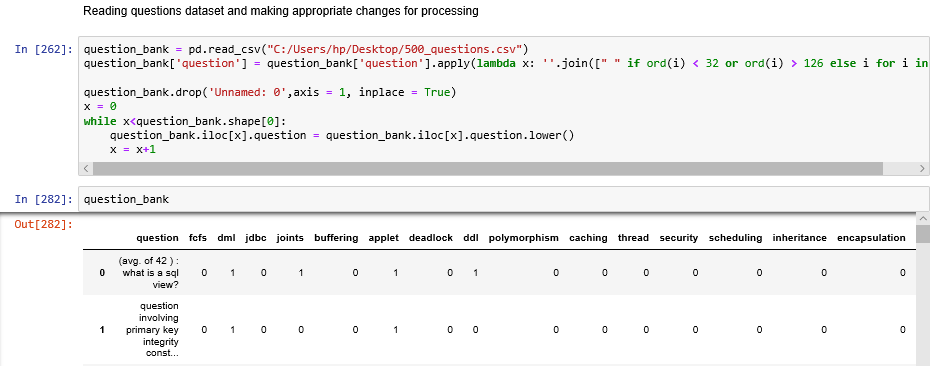 Reading questions dataset and making appropriate changes for processing
In [262]: question_bank = pd.read_csv("C:/Users/hp/Desktop/500_questions.csv")
question_bank['question'] = question_bank['question'].apply(lambda x: ''.join([" " if ord(i) < 32 or ord(i) > 126 else i for i in
question_bank.drop('Unnamed: 0',axis = 1, inplace = True)
x = 0
while x<question_bank.shape[0]:
    question_bank.iloc[x].question = question_bank.iloc[x].question.lower()
    x = x+1
In [282]: question_bank
Out[282]:
question fcfs dml jdbc joints buffering applet deadlock ddl polymorphism caching thread security scheduling inheritance encapsulation
(avg. of 42 ) :
0 what is a sql 0 1 0 1 0 1 0 1 0 0 0 0 0 0 0
view?
question
involving
1 primary key 0 1 0 0 0 1 0 0 0 0 0 0 0 0 0
integrity
const...